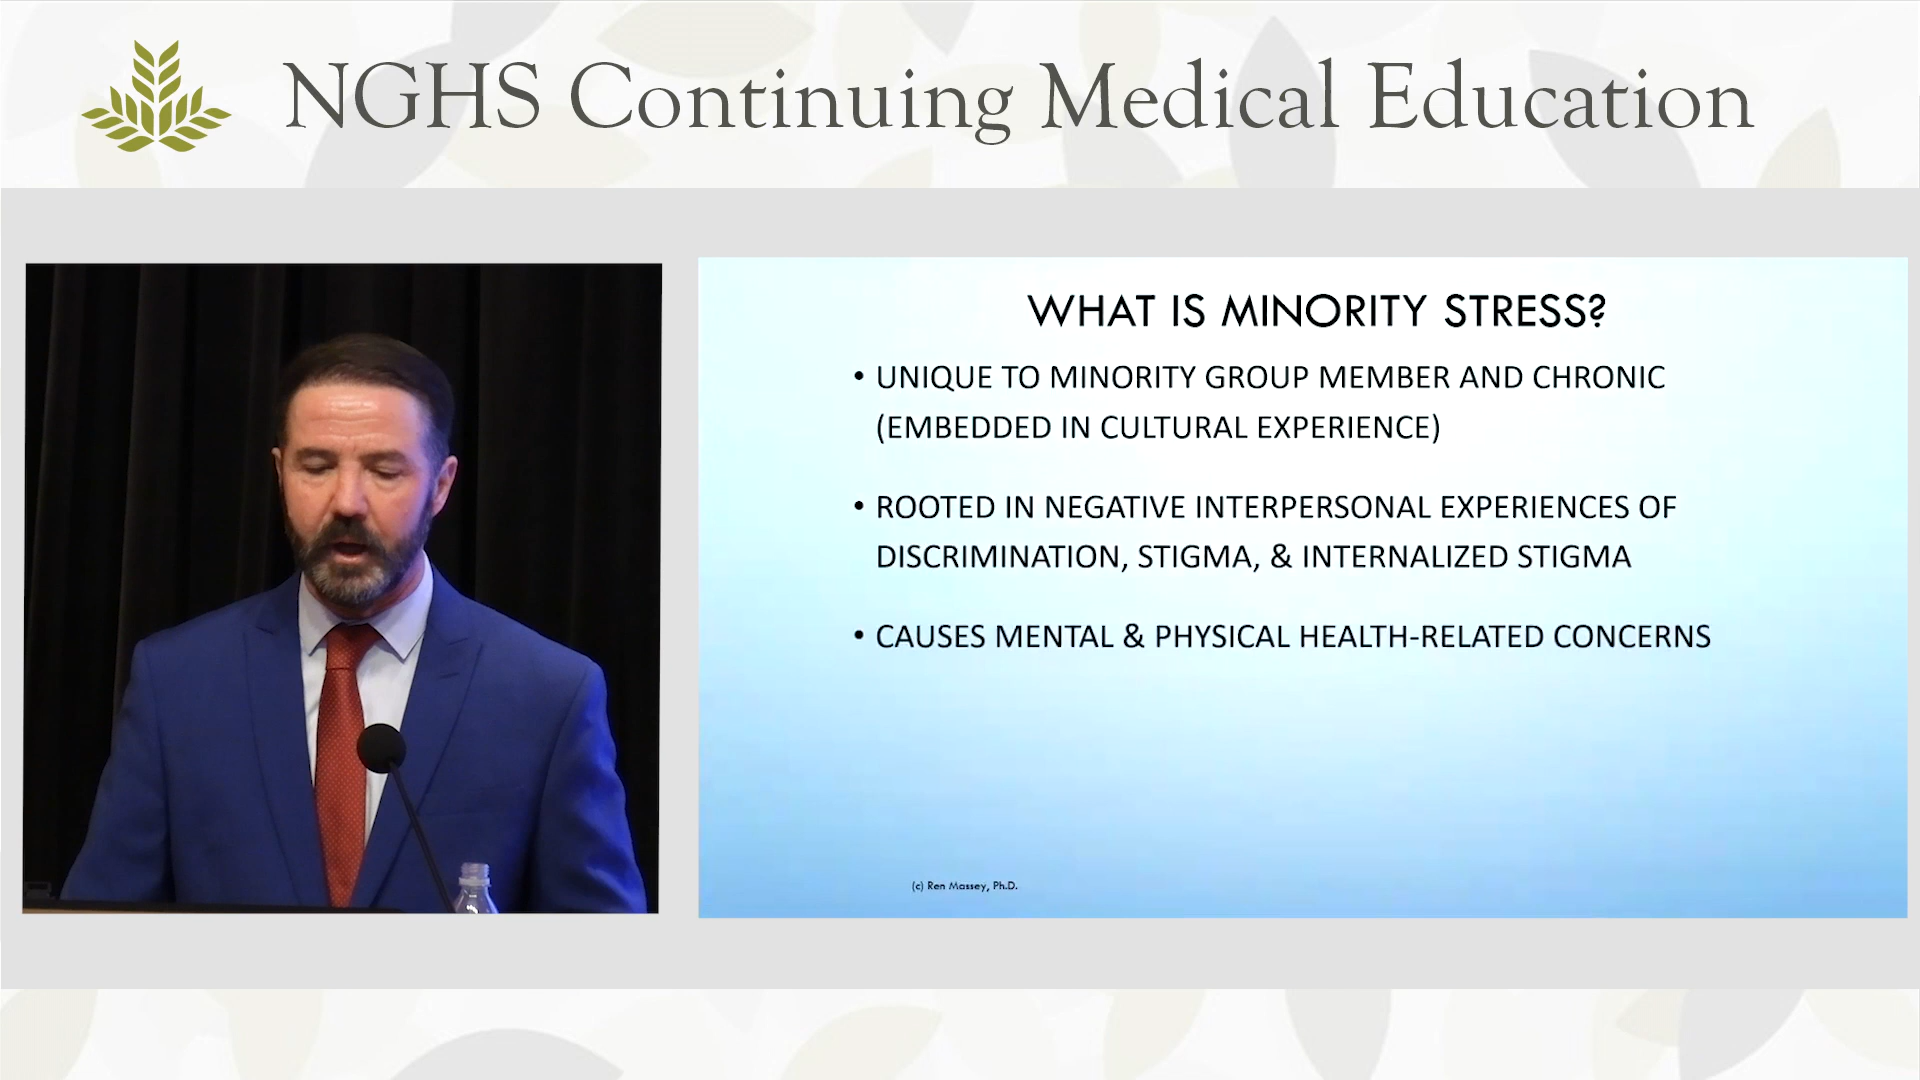 NGHS Continuing Medical Education
WHAT IS MINORITY STRESS?
• UNIQUE TO MINORITY GROUP MEMBER AND CHRONIC
(EMBEDDED IN CULTURAL EXPERIENCE)
• ROOTED IN NEGATIVE INTERPERSONAL EXPERIENCES OF
DISCRIMINATION, STIGMA, & INTERNALIZED STIGMA
• CAUSES MENTAL & PHYSICAL HEALTH-RELATED CONCERNS
(c) Ren Massey, Ph.D.